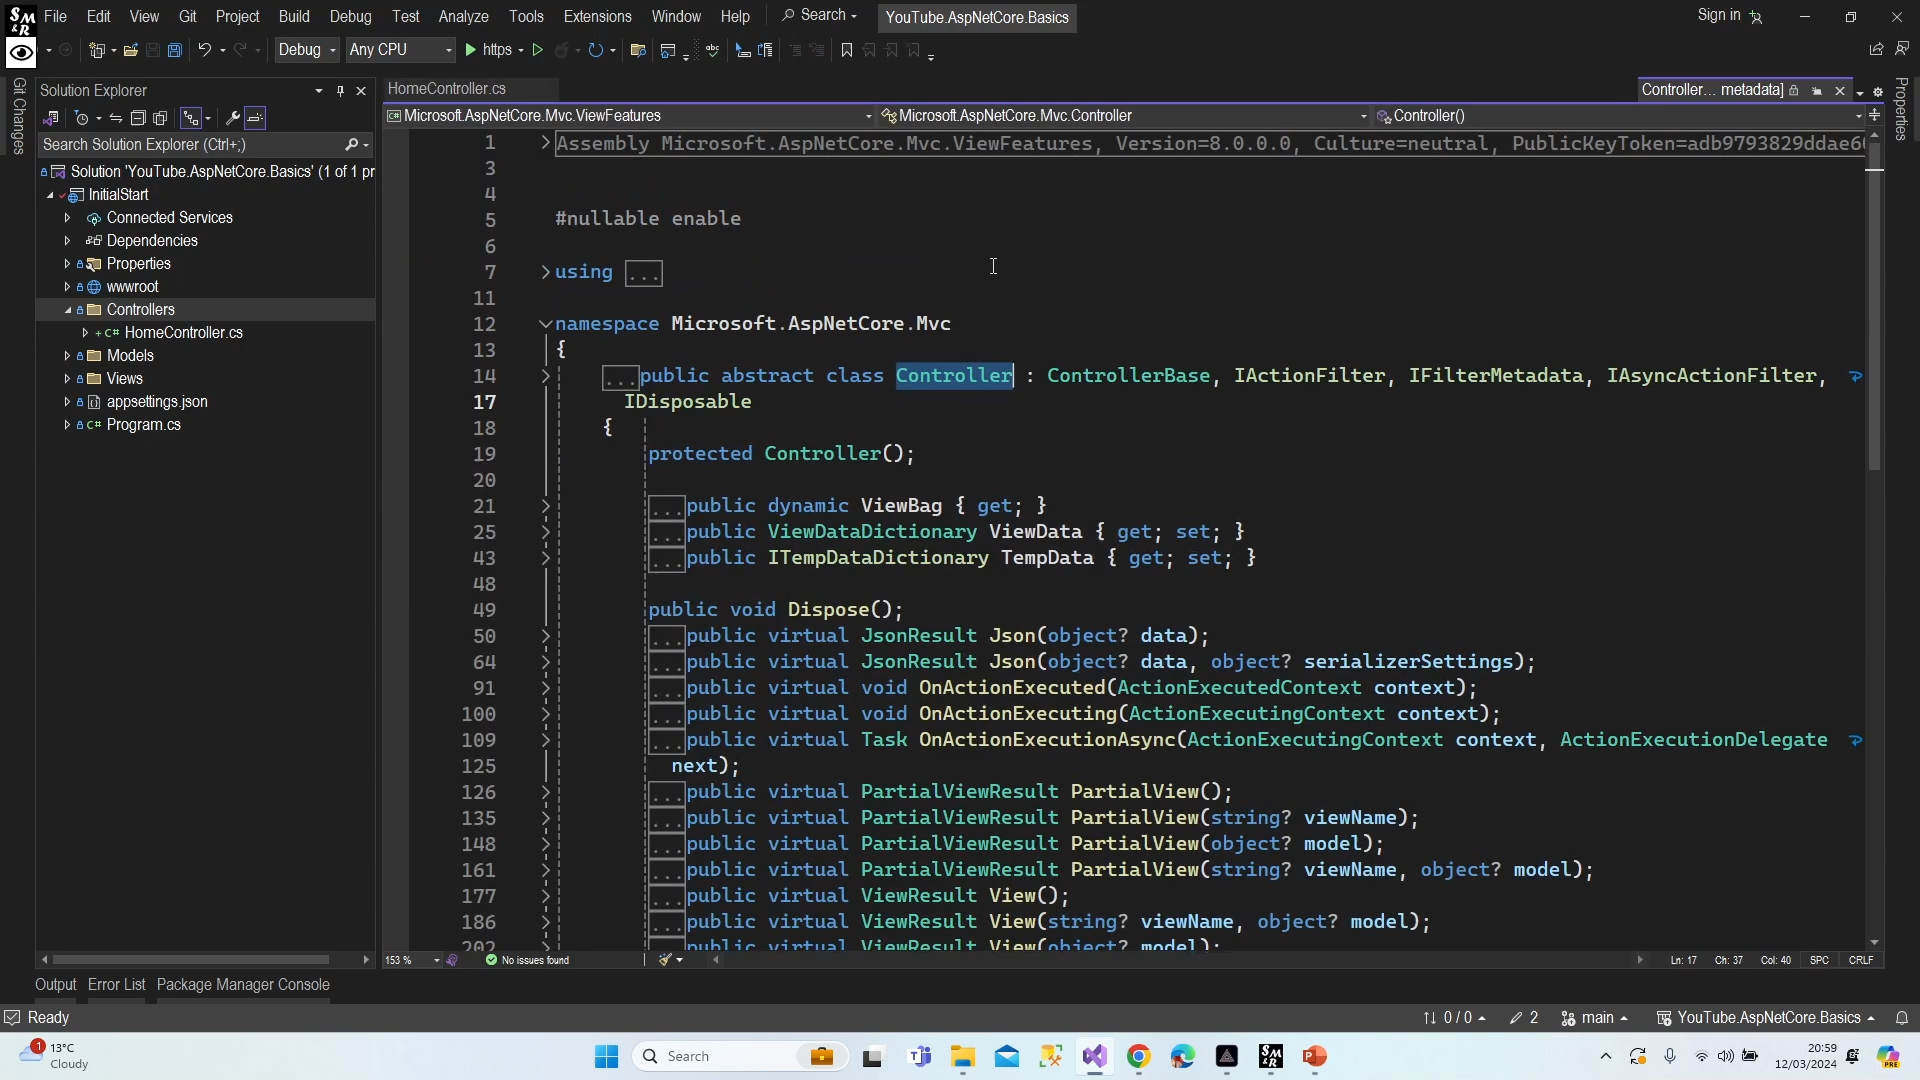 File Edit View Git Project Build Debug Test Analyze Tools Extensions Window Help Search YouTube.AspNetCore.Basics Sign in
Debug Any CPU https
Git Changes
Solution Explorer
Search Solution Explorer (Ctrl+;)
Solution 'YouTube.AspNetCore.Basics' (1 of 1 pr
InitialStart
Connected Services
Dependencies
Properties
wwwroot
Controllers
HomeController.cs
Models
Views
appsettings.json
Program.cs
HomeController.cs Controller... metadata]
Properties
Microsoft.AspNetCore.Mvc.ViewFeatures Microsoft.AspNetCore.Mvc.Controller Controller()
1 Assembly Microsoft.AspNetCore.Mvc.ViewFeatures, Version=8.0.0.0, Culture=neutral, PublicKeyToken=adb9793829ddae6
3
4
5 #nullable enable
6
7 using ...
11
12 namespace Microsoft.AspNetCore.Mvc
13 {
14 ...public abstract class Controller : ControllerBase, IActionFilter, IFilterMetadata, IAsyncActionFilter,
17 IDisposable
18 {
19 protected Controller();
20
21 ...public dynamic ViewBag { get; }
25 ...public ViewDataDictionary ViewData { get; set; }
43 ...public ITempDataDictionary TempData { get; set; }
48
49 public void Dispose();
50 ...public virtual JsonResult Json(object? data);
64 ...public virtual JsonResult Json(object? data, object? serializerSettings);
91 ...public virtual void OnActionExecuted(ActionExecutedContext context);
100 ...public virtual void OnActionExecuting(ActionExecutingContext context);
109 ...public virtual Task OnActionExecutionAsync(ActionExecutingContext context, ActionExecutionDelegate
125 next);
126 ...public virtual PartialViewResult PartialView();
135 ...public virtual PartialViewResult PartialView(string? viewName);
148 ...public virtual PartialViewResult PartialView(object? model);
161 ...public virtual PartialViewResult PartialView(string? viewName, object? model);
177 ...public virtual ViewResult View();
186 ...public virtual ViewResult View(string? viewName, object? model);
202 ...public virtual ViewResult View(object? model);
153 % No issues found Ln: 17 Ch: 37 Col: 40 SPC CRLF
Output Error List Package Manager Console
Ready 0 / 0 2 main YouTube.AspNetCore.Basics
1 13°C
Cloudy
Search
20:59
12/03/2024